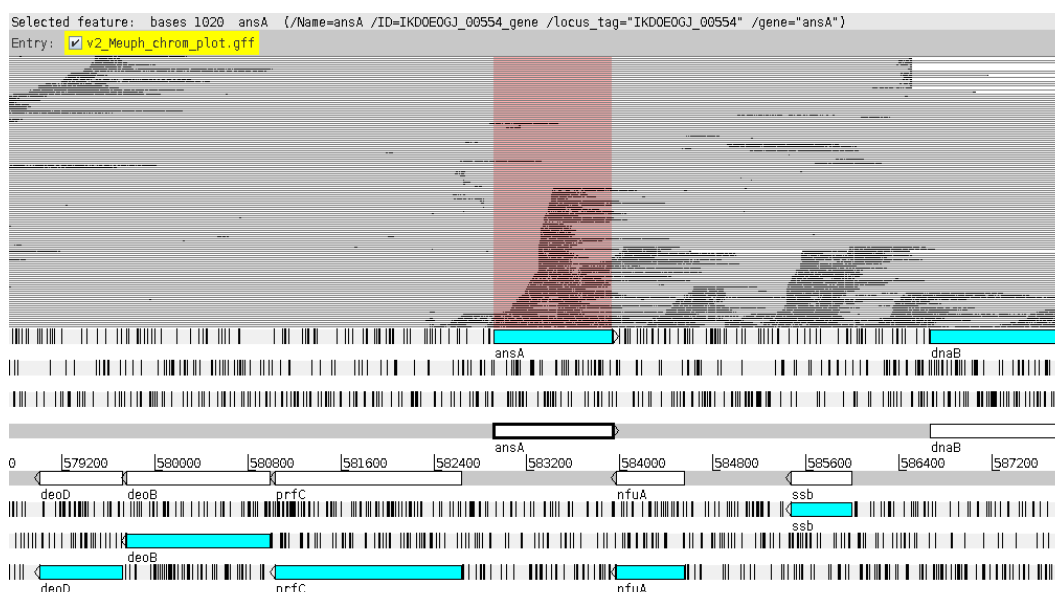 Selected feature: bases 1020 ansA (/Name=ansA /ID=IKDOEOGJ_00554_gene /locus_tag="IKDOEOGJ_00554" /gene="ansA")
Entry: v2_Meuph_chrom_plot.gff
ansA dnaB
ansA dnaB
0 579200 580000 580800 581600 582400 583200 584000 584800 585600 586400 587200
deoD deoB prfC nfuA ssb
ssb
deoB
deoD prfC nfuA